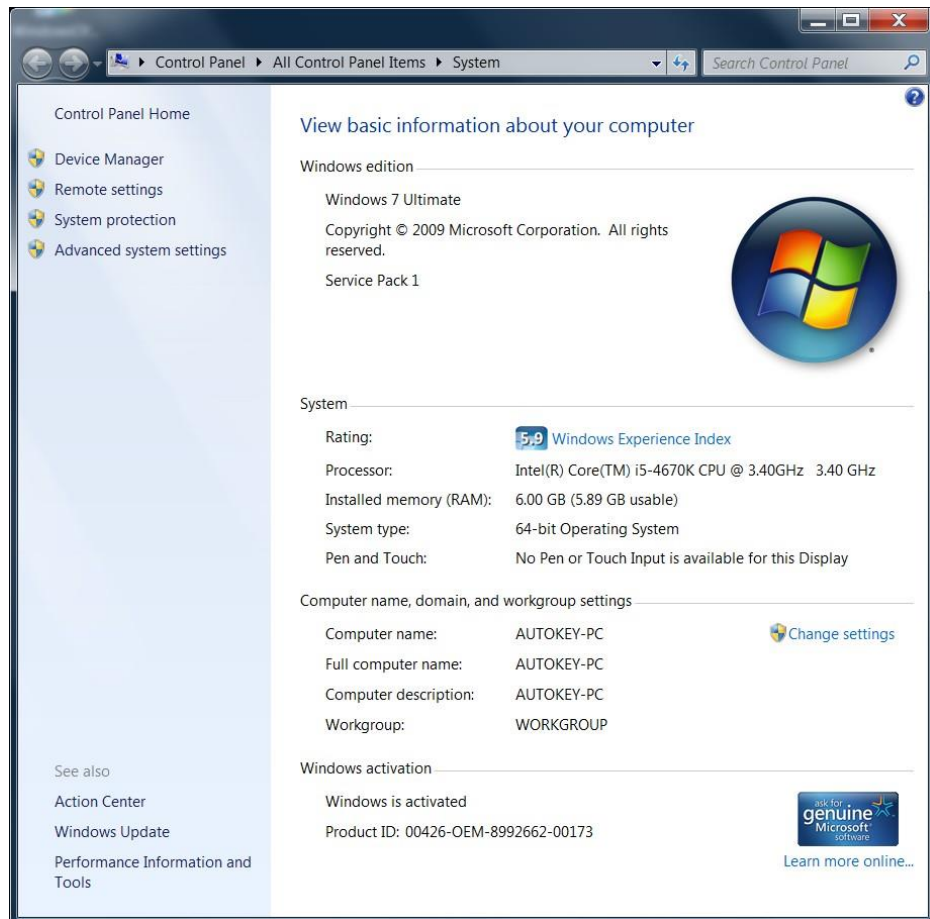 Control Panel ▸ All Control Panel Items ▸ System
Search Control Panel
Control Panel Home
Device Manager
Remote settings
System protection
Advanced system settings
See also
Action Center
Windows Update
Performance Information and
Tools
View basic information about your computer
Windows edition
Windows 7 Ultimate
Copyright © 2009 Microsoft Corporation. All rights
reserved.
Service Pack 1
System
Rating: 5.9 Windows Experience Index
Processor: Intel(R) Core(TM) i5-4670K CPU @ 3.40GHz 3.40 GHz
Installed memory (RAM): 6.00 GB (5.89 GB usable)
System type: 64-bit Operating System
Pen and Touch: No Pen or Touch Input is available for this Display
Computer name, domain, and workgroup settings
Computer name: AUTOKEY-PC Change settings
Full computer name: AUTOKEY-PC
Computer description: AUTOKEY-PC
Workgroup: WORKGROUP
Windows activation
Windows is activated
Product ID: 00426-OEM-8992662-00173
ask for
genuine
Microsoft
software
Learn more online...